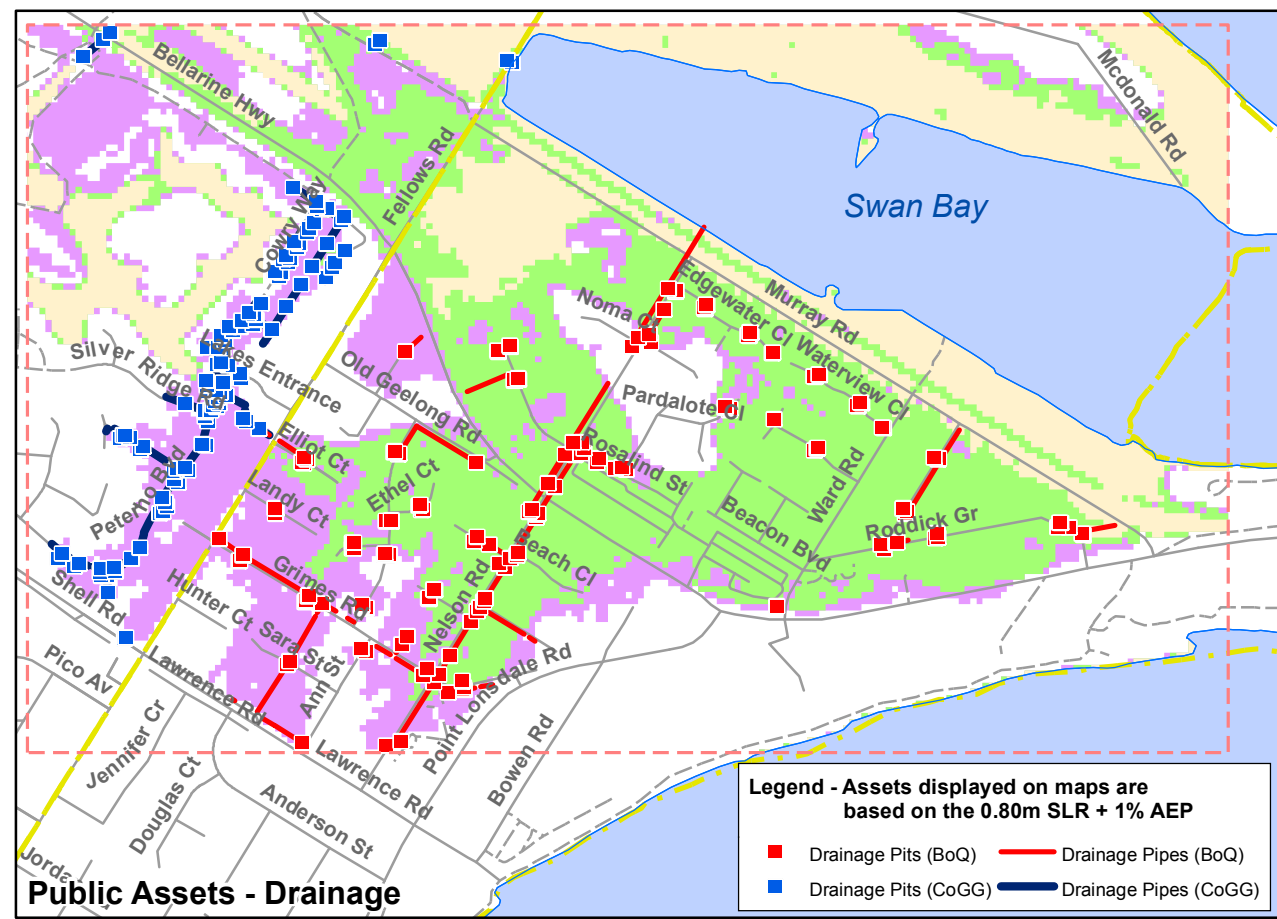 Bellarine Hwy
Mcdonald Rd
Fellows Rd
Swan Bay
Cowry Way
Murray Rd
Edgewater Cl
Noma Ct
Waterview Cl
Lakes Entrance
Silver Ridge Rd
Old Geelong Rd
Pardalote Cl
Elliot Ct
Rosalind St
Ward Rd
Ethel Ct
Landy Ct
Beacon Bvd
Roddick Gr
Beach Cl
Grimes Rd
Shell Rd
Hunter Ct
Nelson Rd
Sara St
Ann St
Point Lonsdale Rd
Pico Av
Lawrence Rd
Jennifer Cr
Bowen Rd
Lawrence Rd
Douglas Ct
Anderson St
Jorda
Legend - Assets displayed on maps are
based on the 0.80m SLR + 1% AEP
Drainage Pits (BoQ)
Drainage Pipes (BoQ)
Drainage Pits (CoGG)
Drainage Pipes (CoGG)
Public Assets - Drainage